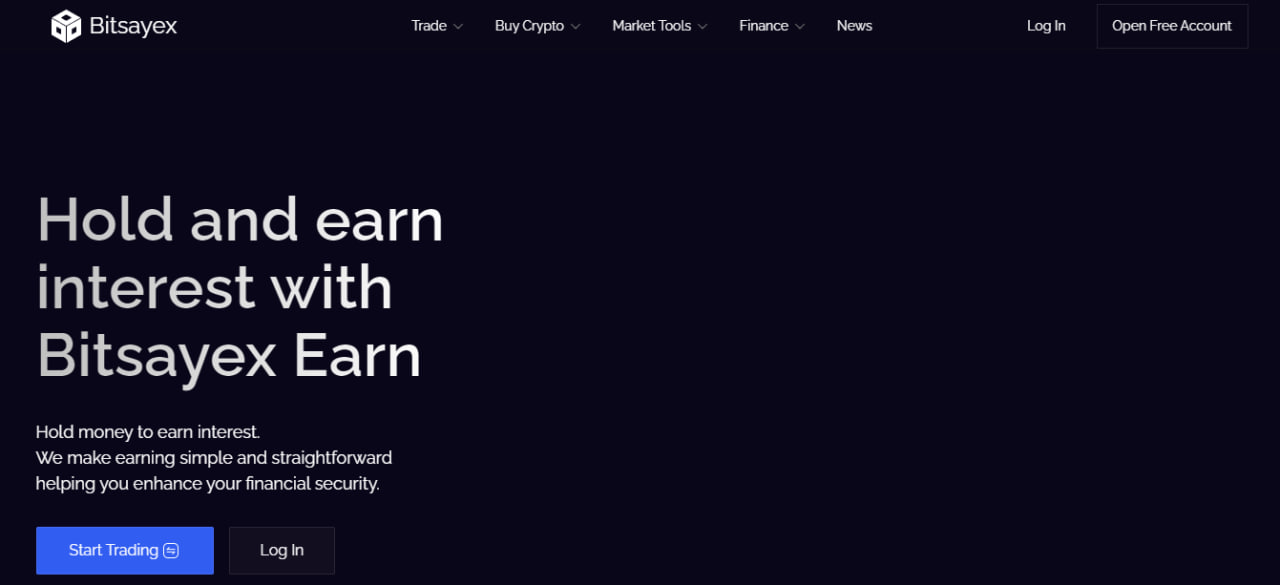 Bitsayex
Trade
Buy Crypto
Market Tools
Finance
News
Log In
Open Free Account
Hold and earn
interest with
Bitsayex Earn
Hold money to earn interest.
We make earning simple and straightforward
helping you enhance your financial security.
Start Trading
Log In